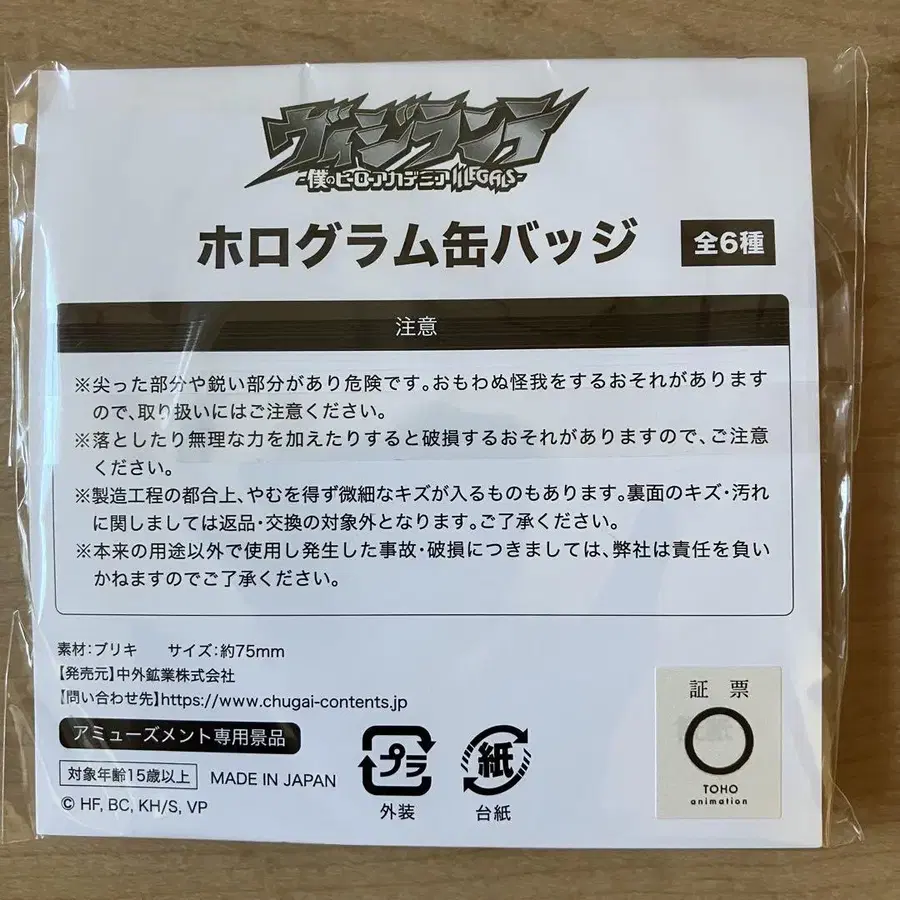 ヴィジランテ
-僕のヒーローアカデミア ILLEGALS-
ホログラム缶バッジ 全6種
注意
※尖った部分や鋭い部分があり危険です。おもわぬ怪我をするおそれがあります
ので、取り扱いにはご注意ください。
※落としたり無理な力を加えたりすると破損するおそれがありますので、ご注意
ください。
※製造工程の都合上、やむを得ず微細なキズが入るものもあります。裏面のキズ・汚れ
に関しましては返品・交換の対象外となります。ご了承ください。
※本来の用途以外で使用し発生した事故・破損につきましては、弊社は責任を負い
かねますのでご了承ください。
素材：ブリキ サイズ：約75mm
【発売元】中外鉱業株式会社
【問い合わせ先】https://www.chugai-contents.jp
アミューズメント専用景品
対象年齢15歳以上 MADE IN JAPAN
© HF, BC, KH/S, VP
プラ
外装
紙
台紙
証票
TOHO
animation